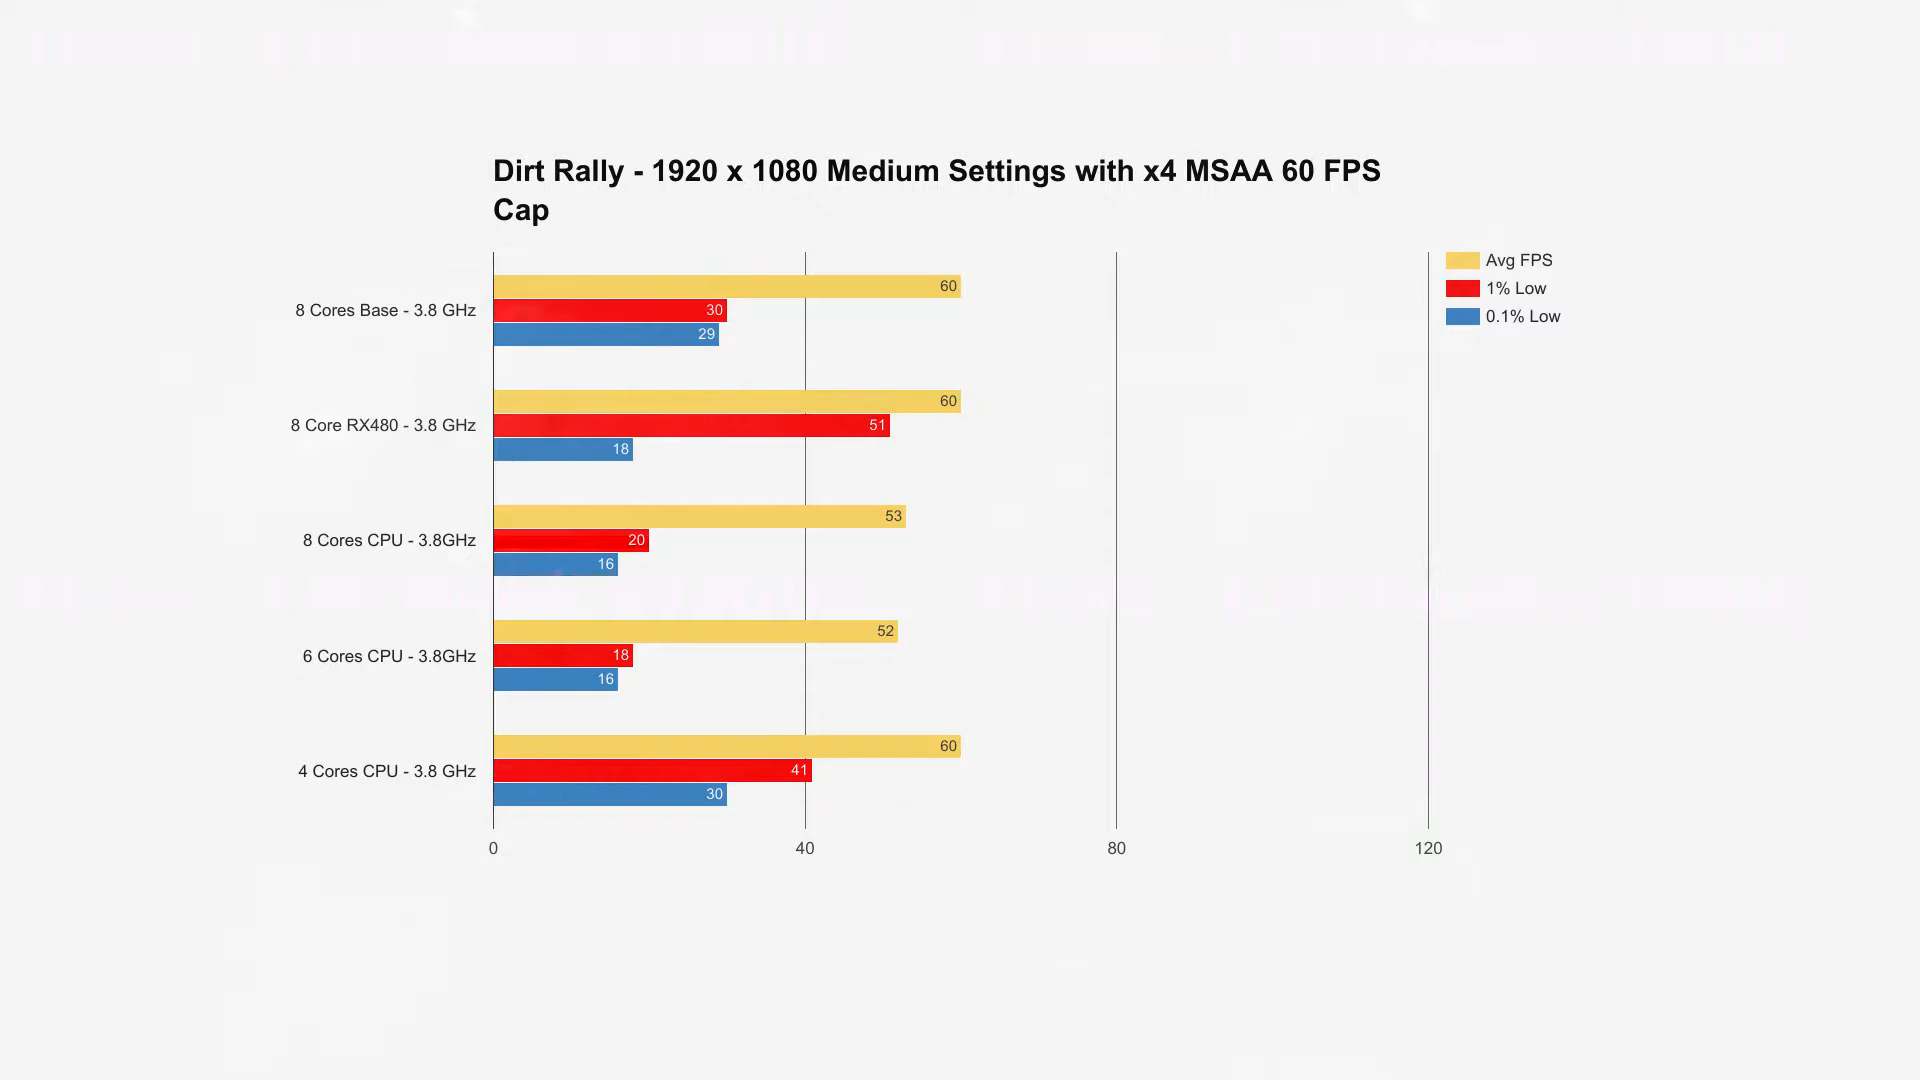 Dirt Rally - 1920 x 1080 Medium Settings with x4 MSAA 60 FPS
Cap
Avg FPS
1% Low
0.1% Low
8 Cores Base - 3.8 GHz
60
30
29
8 Core RX480 - 3.8 GHz
60
51
18
8 Cores CPU - 3.8GHz
53
20
16
6 Cores CPU - 3.8GHz
52
18
16
4 Cores CPU - 3.8 GHz
60
41
30
0 40 80 120